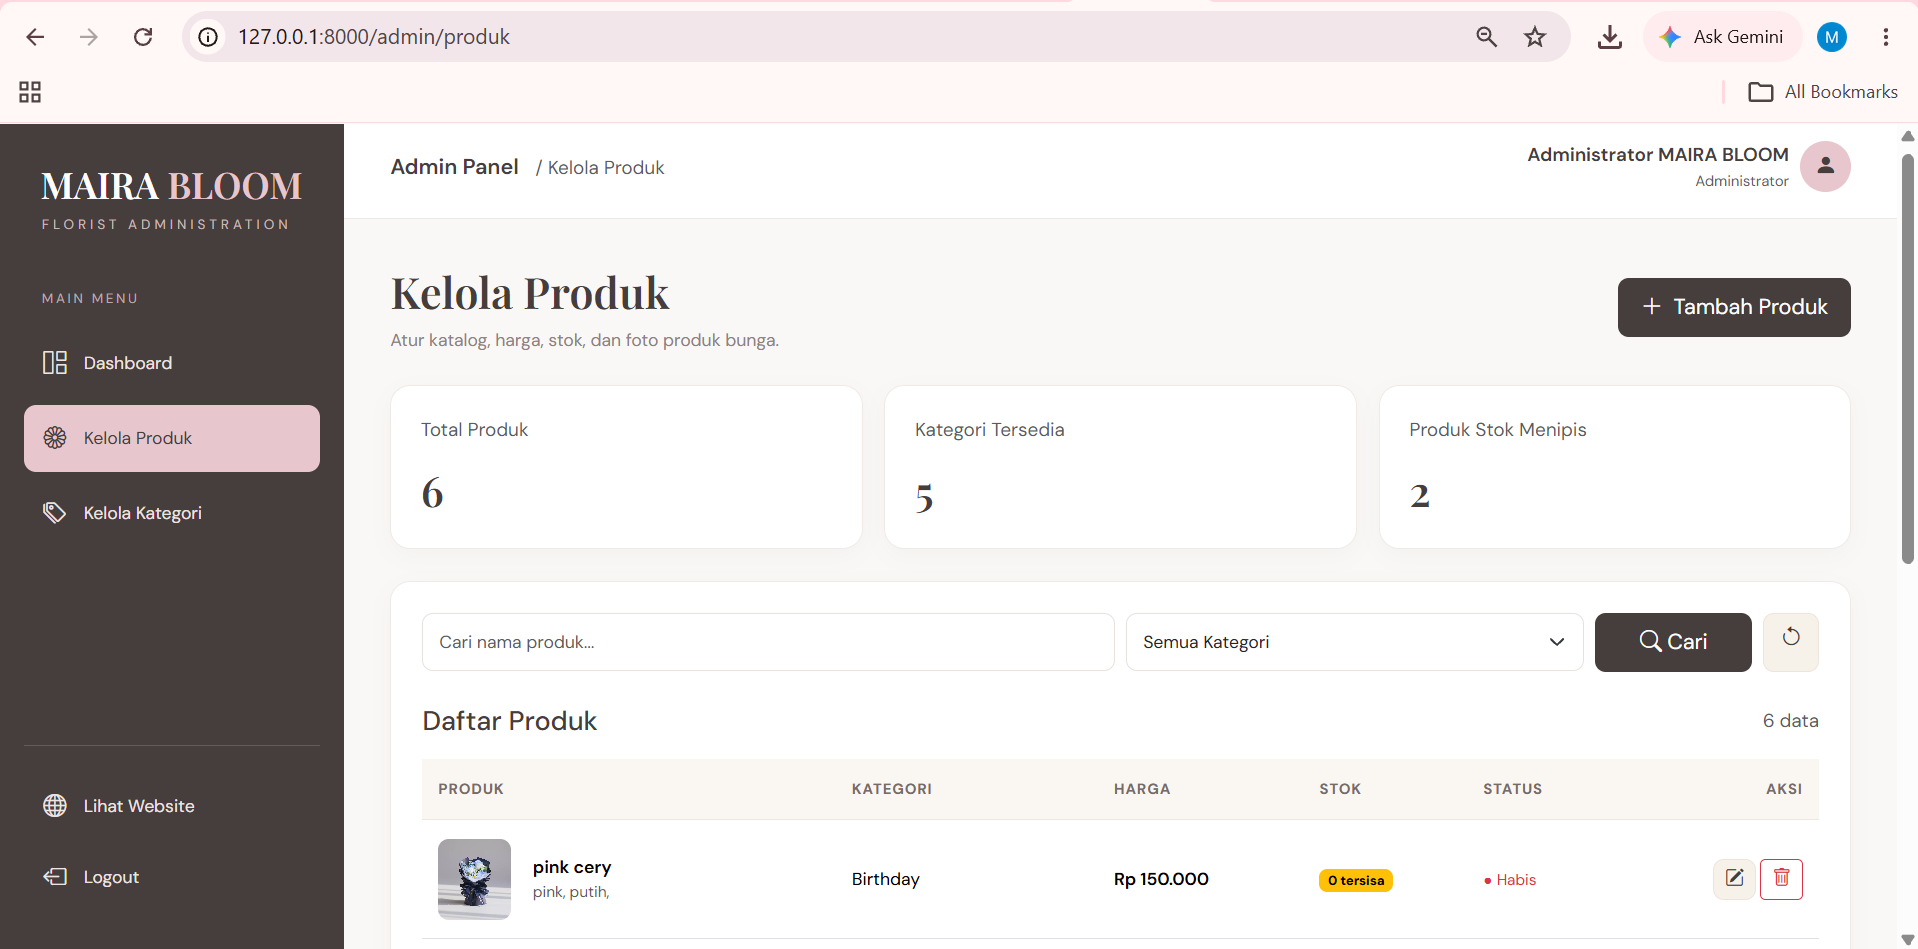 127.0.0.1:8000/admin/produk
Ask Gemini
M
All Bookmarks
MAIRA BLOOM
FLORIST ADMINISTRATION
MAIN MENU
Dashboard
Kelola Produk
Kelola Kategori
Lihat Website
Logout
Admin Panel / Kelola Produk
Administrator MAIRA BLOOM
Administrator
Kelola Produk
Atur katalog, harga, stok, dan foto produk bunga.
+ Tambah Produk
Total Produk
6
Kategori Tersedia
5
Produk Stok Menipis
2
Cari nama produk...
Semua Kategori
Cari
Daftar Produk
6 data
PRODUK KATEGORI HARGA STOK STATUS AKSI
pink cery
pink, putih,
Birthday
Rp 150.000
0 tersisa
• Habis